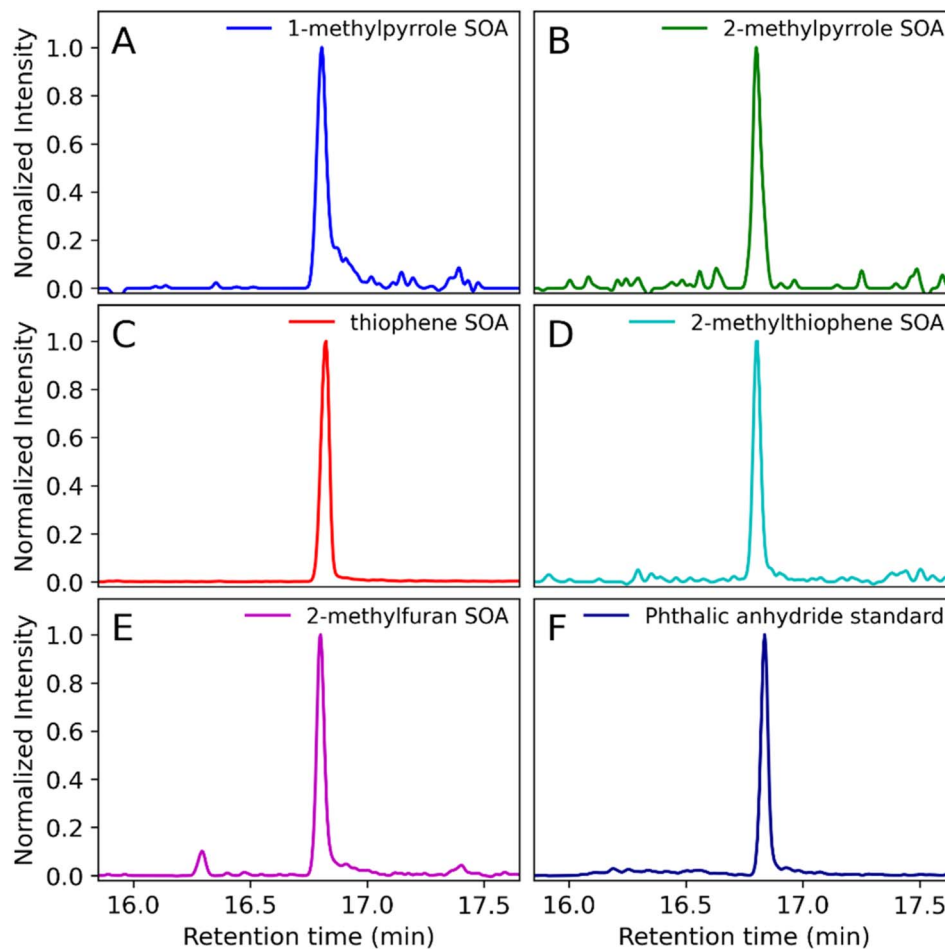 A
1-methylpyrrole SOA
B
2-methylpyrrole SOA
Normalized Intensity
1.0
0.8
0.6
0.4
0.2
0.0
C
thiophene SOA
D
2-methylthiophene SOA
Normalized Intensity
1.0
0.8
0.6
0.4
0.2
0.0
E
2-methylfuran SOA
F
Phthalic anhydride standard
Normalized Intensity
1.0
0.8
0.6
0.4
0.2
0.0
16.0 16.5 17.0 17.5
16.0 16.5 17.0 17.5
Retention time (min)
Retention time (min)